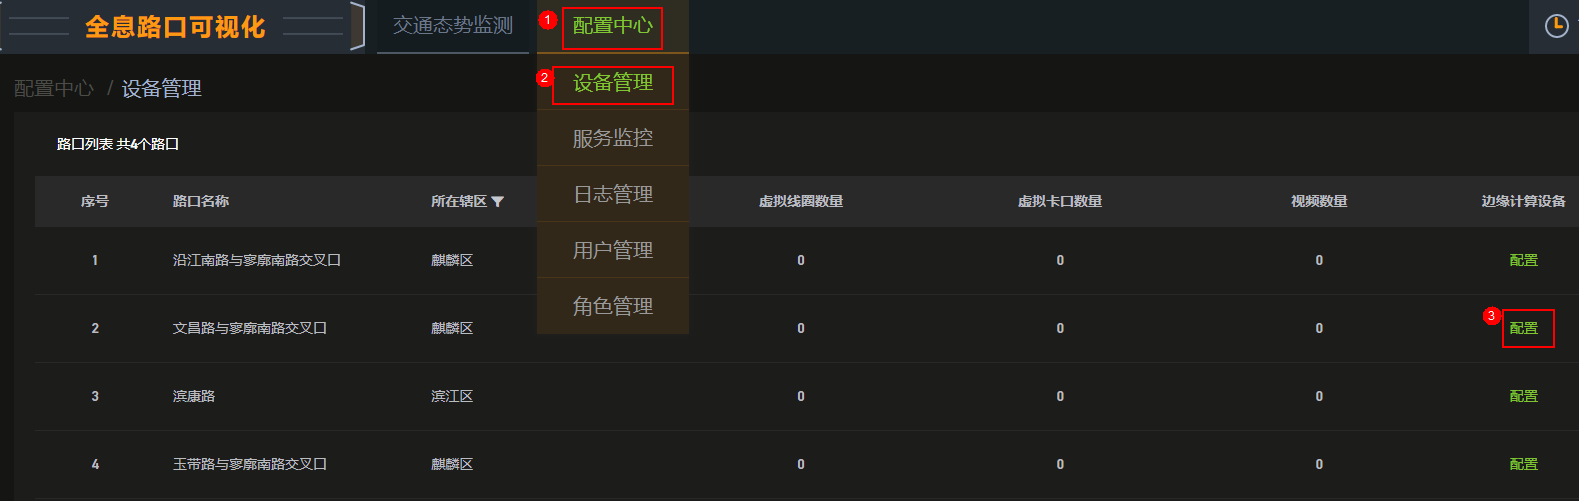 全息路口可视化
交通态势监测
1
配置中心
配置中心 / 设备管理
2
设备管理
服务监控
日志管理
用户管理
角色管理
路口列表 共4个路口
序号 路口名称 所在辖区 虚拟线圈数量 虚拟卡口数量 视频数量 边缘计算设备
1 沿江南路与寥廓南路交叉口 麒麟区 0 0 0 配置
2 文昌路与寥廓南路交叉口 麒麟区 0 0 0 3 配置
3 滨康路 滨江区 0 0 0 配置
4 玉带路与寥廓南路交叉口 麒麟区 0 0 0 配置